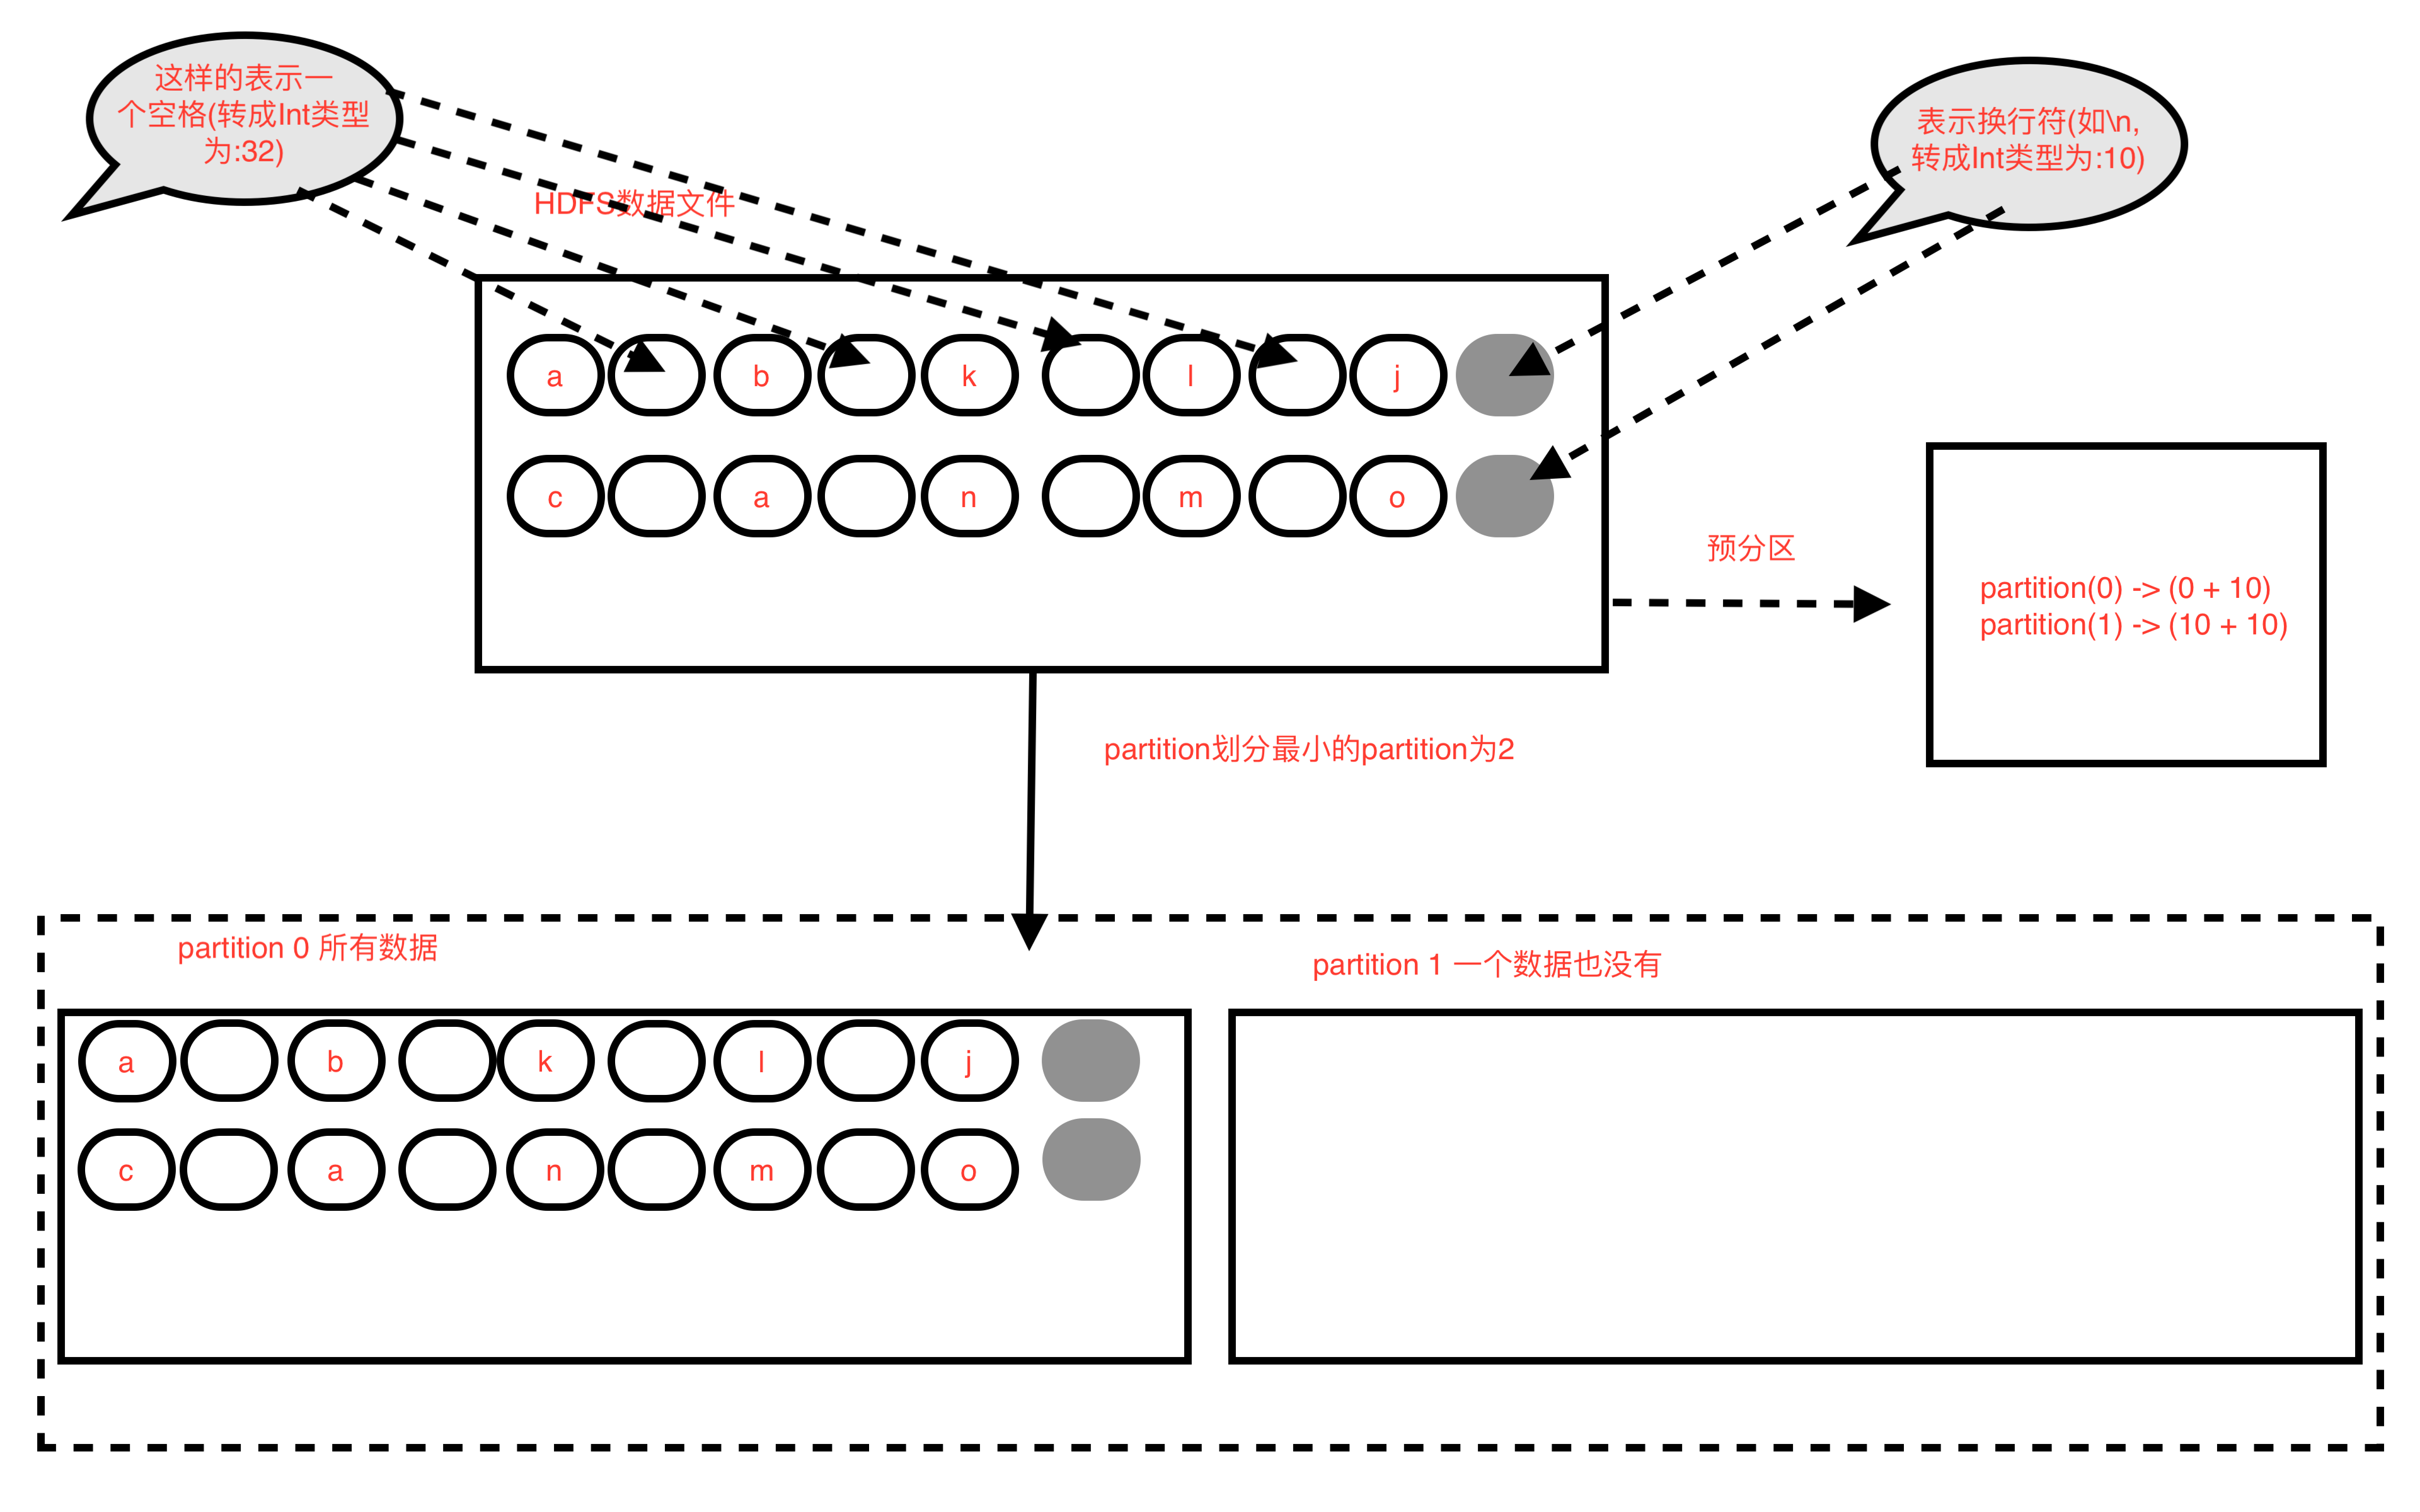 这样的表示一
个空格(转成Int类型
为:32)
表示换行符(如\n,
转成Int类型为:10)
HDFS数据文件
a b k l j
c a n m o
预分区
partition(0) -> (0 + 10)
partition(1) -> (10 + 10)
partition划分最小的partition为2
partition 0 所有数据
partition 1 一个数据也没有
a b k l j
c a n m o